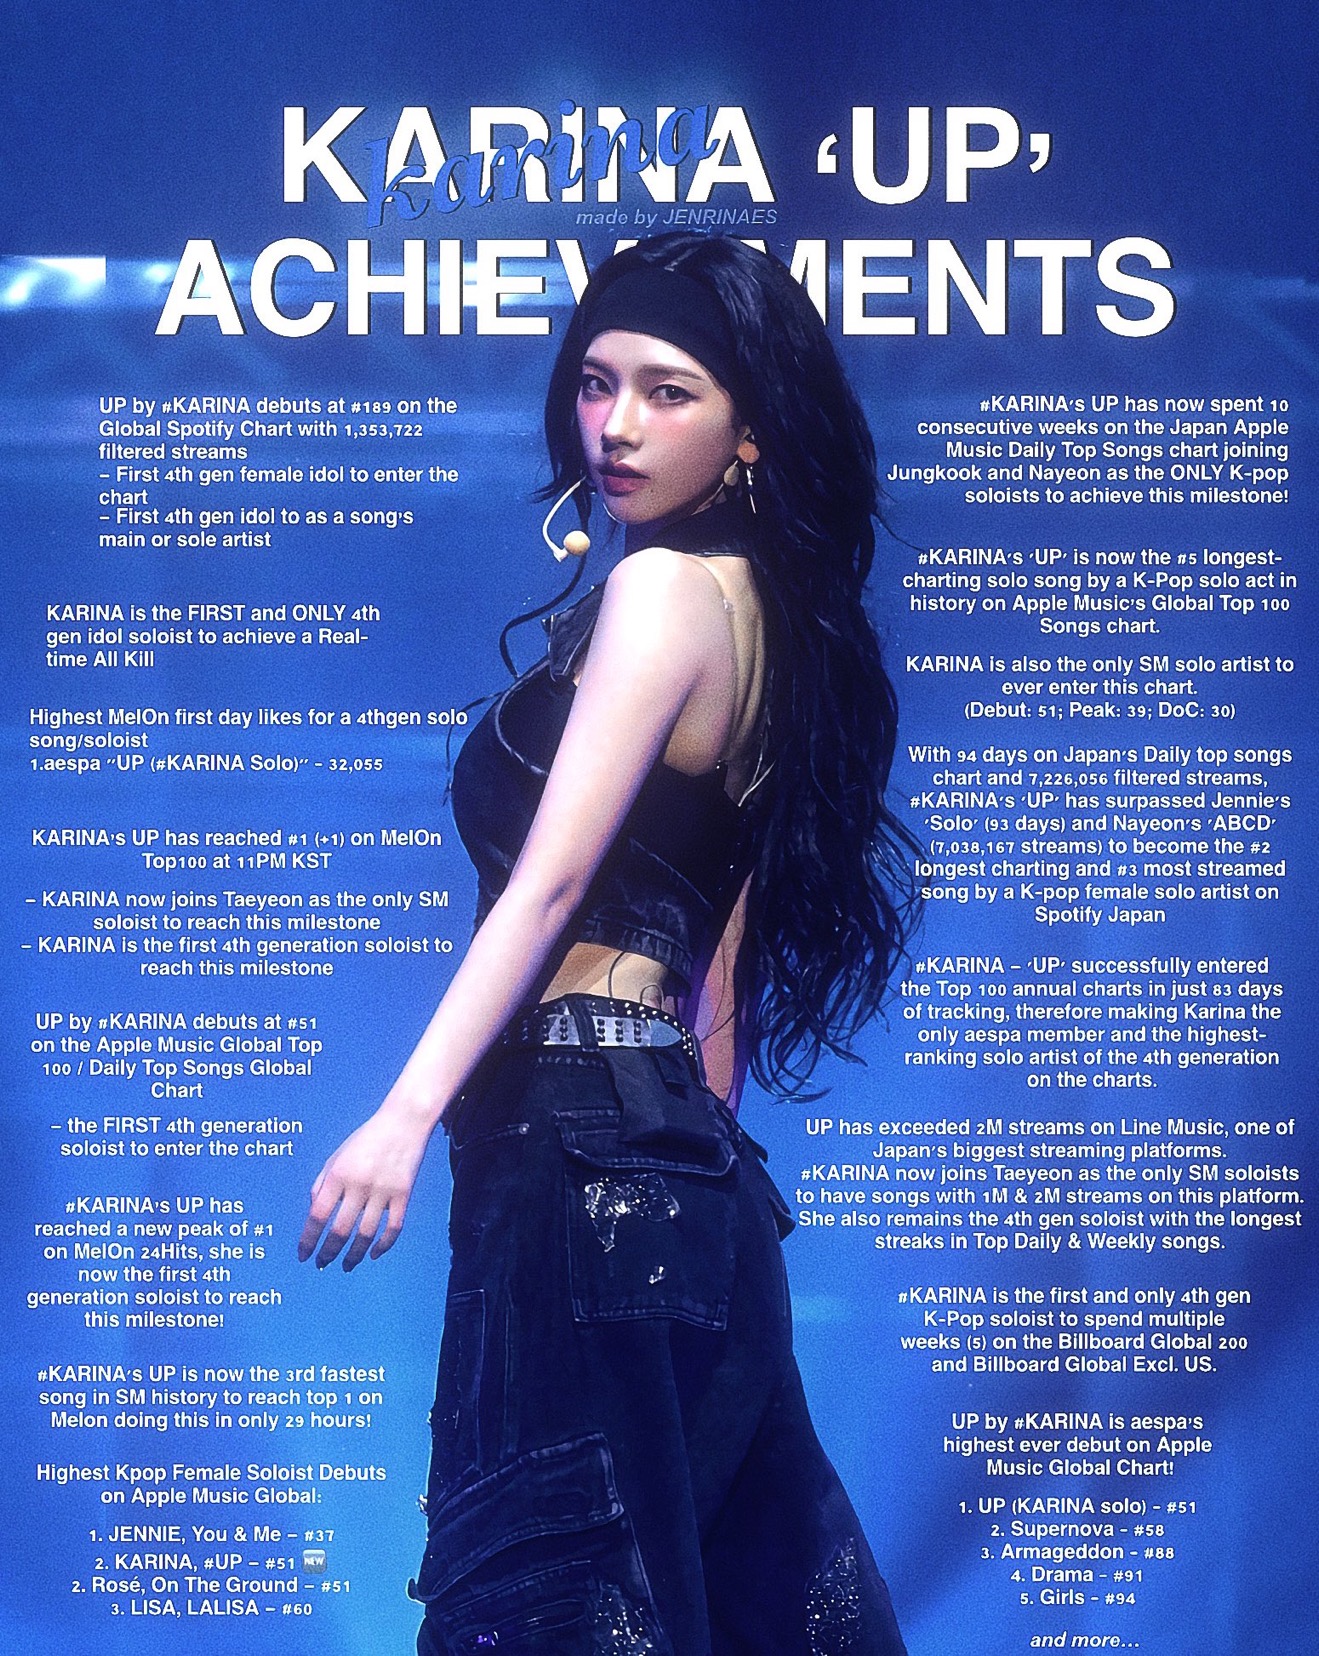 KARINA ‘UP’
karina
made by JENRINAES
ACHIEV MENTS
UP by #KARINA debuts at #189 on the
Global Spotify Chart with 1,353,722
filtered streams
– First 4th gen female idol to enter the
chart
– First 4th gen idol to as a song's
main or sole artist
KARINA is the FIRST and ONLY 4th
gen idol soloist to achieve a Real-
time All Kill
Highest MelOn first day likes for a 4thgen solo
song/soloist
1.aespa "UP (#KARINA Solo)" - 32,055
KARINA's UP has reached #1 (+1) on MelOn
Top100 at 11PM KST
– KARINA now joins Taeyeon as the only SM
soloist to reach this milestone
– KARINA is the first 4th generation soloist to
reach this milestone
UP by #KARINA debuts at #51
on the Apple Music Global Top
100 / Daily Top Songs Global
Chart
– the FIRST 4th generation
soloist to enter the chart
#KARINA's UP has
reached a new peak of #1
on MelOn 24Hits, she is
now the first 4th
generation soloist to reach
this milestone!
#KARINA's UP is now the 3rd fastest
song in SM history to reach top 1 on
Melon doing this in only 29 hours!
Highest Kpop Female Soloist Debuts
on Apple Music Global:
1. JENNIE, You & Me – #37
2. KARINA, #UP – #51 NEW
2. Rosé, On The Ground – #51
3. LISA, LALISA – #60
#KARINA's UP has now spent 10
consecutive weeks on the Japan Apple
Music Daily Top Songs chart joining
Jungkook and Nayeon as the ONLY K-pop
soloists to achieve this milestone!
#KARINA's 'UP' is now the #5 longest-
charting solo song by a K-Pop solo act in
history on Apple Music's Global Top 100
Songs chart.
KARINA is also the only SM solo artist to
ever enter this chart.
(Debut: 51; Peak: 39; DoC: 30)
With 94 days on Japan's Daily top songs
chart and 7,226,056 filtered streams,
#KARINA's 'UP' has surpassed Jennie's
'Solo' (93 days) and Nayeon's 'ABCD'
(7,038,167 streams) to become the #2
longest charting and #3 most streamed
song by a K-pop female solo artist on
Spotify Japan
#KARINA – 'UP' successfully entered
the Top 100 annual charts in just 83 days
of tracking, therefore making Karina the
only aespa member and the highest-
ranking solo artist of the 4th generation
on the charts.
UP has exceeded 2M streams on Line Music, one of
Japan's biggest streaming platforms.
#KARINA now joins Taeyeon as the only SM soloists
to have songs with 1M & 2M streams on this platform.
She also remains the 4th gen soloist with the longest
streaks in Top Daily & Weekly songs.
#KARINA is the first and only 4th gen
K-Pop soloist to spend multiple
weeks (5) on the Billboard Global 200
and Billboard Global Excl. US.
UP by #KARINA is aespa's
highest ever debut on Apple
Music Global Chart!
1. UP (KARINA solo) - #51
2. Supernova - #58
3. Armageddon - #88
4. Drama - #91
5. Girls - #94
and more...